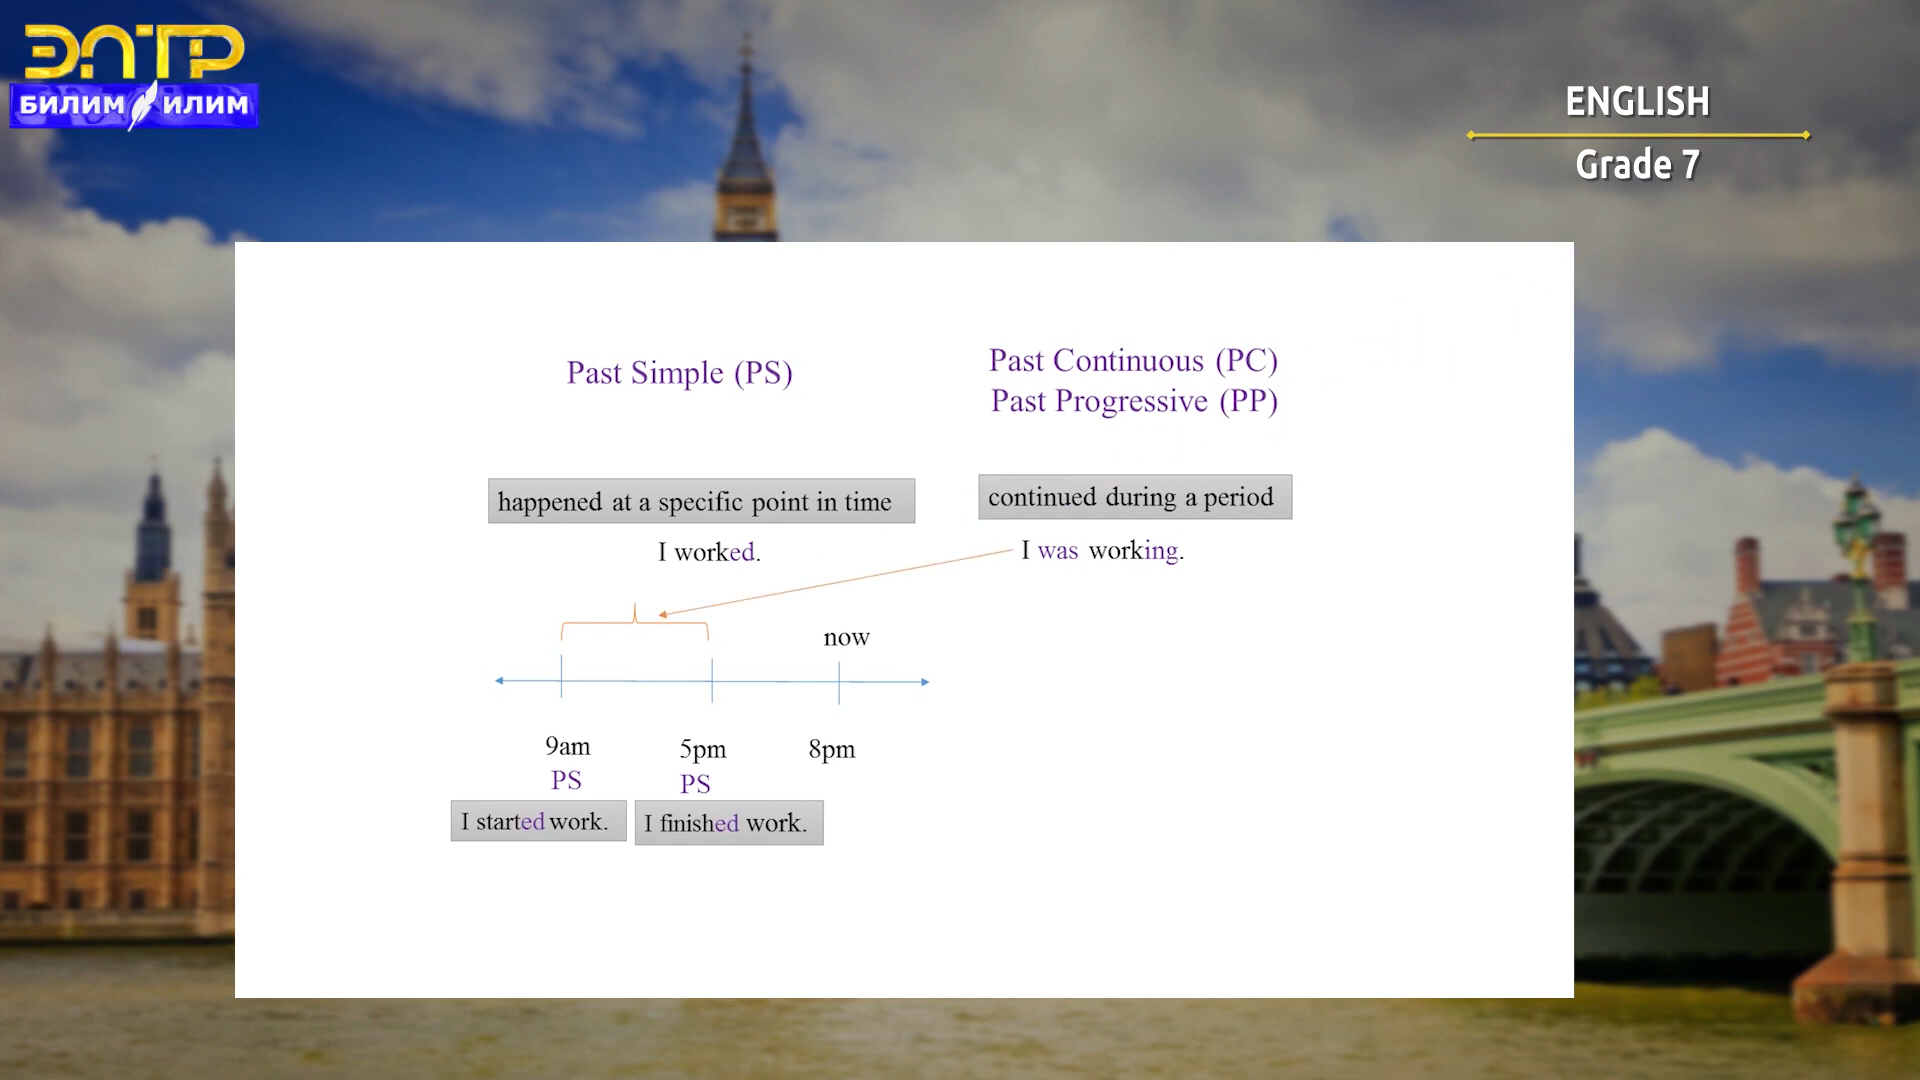 ЭЛТР
БИЛИМ ИЛИМ
ENGLISH
Grade 7
Past Simple (PS)
Past Continuous (PC)
Past Progressive (PP)
happened at a specific point in time
continued during a period
I worked.
I was working.
now
9am
5pm
8pm
PS
PS
I started work.
I finished work.